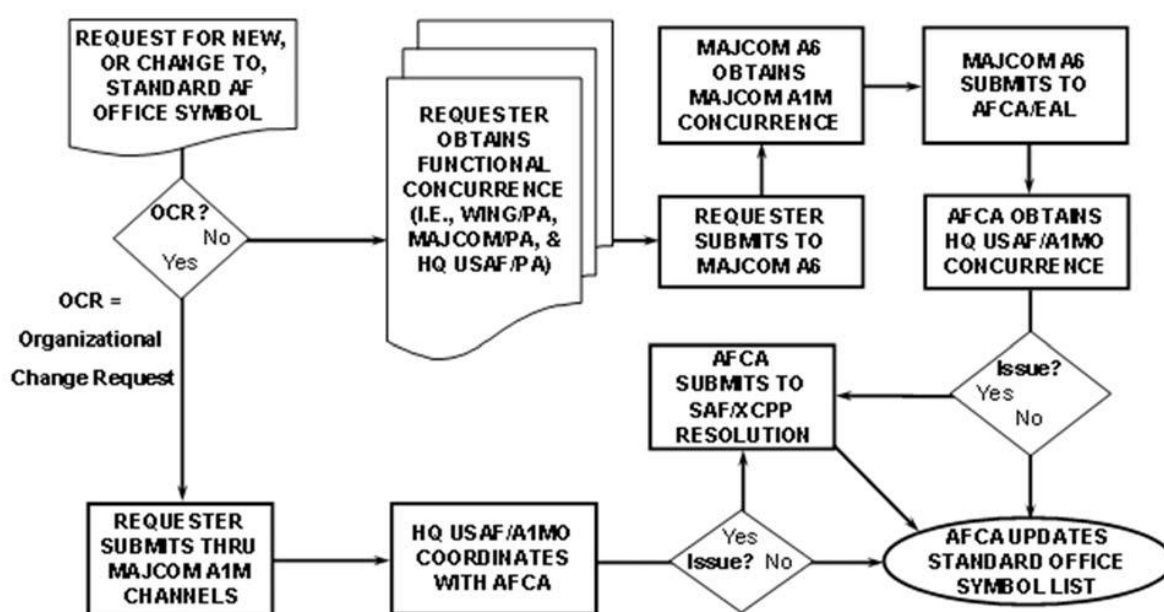 REQUEST FOR NEW,
OR CHANGE TO,
STANDARD AF
OFFICE SYMBOL
OCR?
No
Yes
OCR =
Organizational
Change Request
REQUESTER
OBTAINS
FUNCTIONAL
CONCURRENCE
(I.E., WING/PA,
MAJCOM/PA, &
HQ USAF/PA)
REQUESTER
SUBMITS TO
MAJCOM A6
MAJCOM A6
OBTAINS
MAJCOM A1M
CONCURRENCE
MAJCOM A6
SUBMITS TO
AFCA/EAL
AFCA OBTAINS
HQ USAF/A1MO
CONCURRENCE
Issue?
Yes
No
AFCA
SUBMITS TO
SAF/XCPP
RESOLUTION
REQUESTER
SUBMITS THRU
MAJCOM A1M
CHANNELS
HQ USAF/A1MO
COORDINATES
WITH AFCA
Yes
Issue? No
AFCA UPDATES
STANDARD OFFICE
SYMBOL LIST